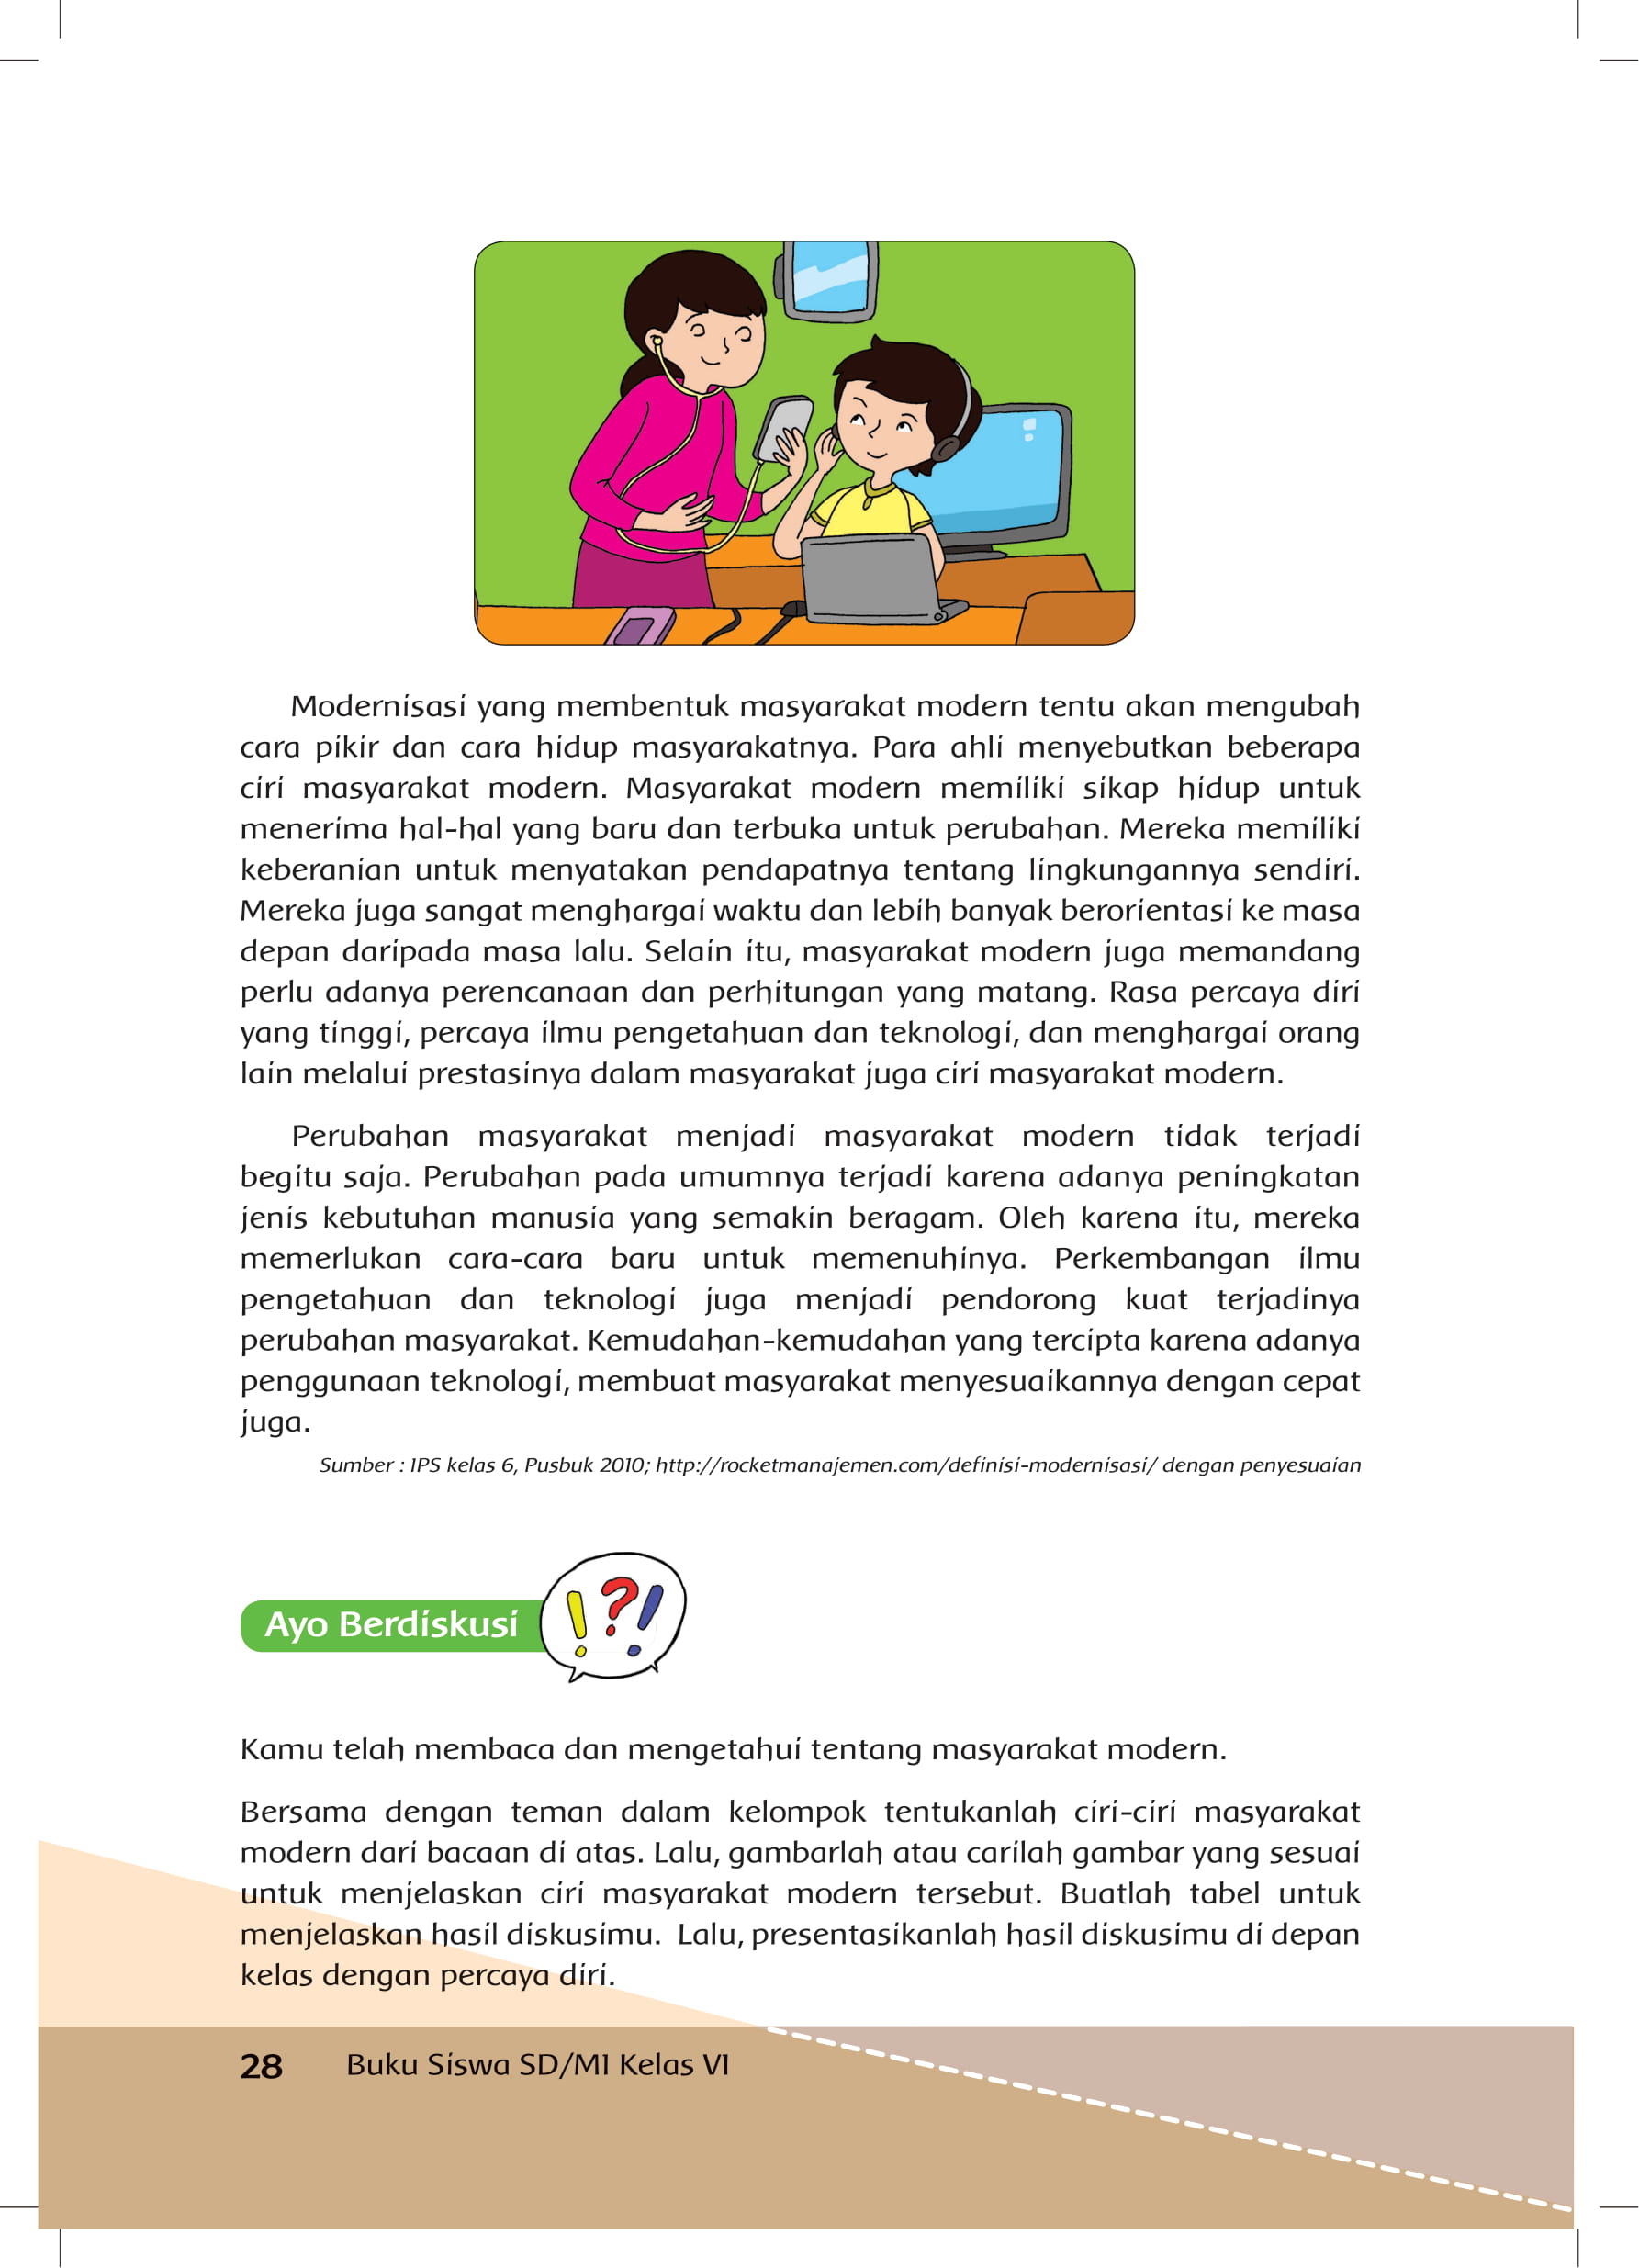 Modernisasi yang membentuk masyarakat modern tentu akan mengubah
cara pikir dan cara hidup masyarakatnya. Para ahli menyebutkan beberapa
ciri masyarakat modern. Masyarakat modern memiliki sikap hidup untuk
menerima hal-hal yang baru dan terbuka untuk perubahan. Mereka memiliki
keberanian untuk menyatakan pendapatnya tentang lingkungannya sendiri.
Mereka juga sangat menghargai waktu dan lebih banyak berorientasi ke masa
depan daripada masa lalu. Selain itu, masyarakat modern juga memandang
perlu adanya perencanaan dan perhitungan yang matang. Rasa percaya diri
yang tinggi, percaya ilmu pengetahuan dan teknologi, dan menghargai orang
lain melalui prestasinya dalam masyarakat juga ciri masyarakat modern.
Perubahan masyarakat menjadi masyarakat modern tidak terjadi
begitu saja. Perubahan pada umumnya terjadi karena adanya peningkatan
jenis kebutuhan manusia yang semakin beragam. Oleh karena itu, mereka
memerlukan cara-cara baru untuk memenuhinya. Perkembangan ilmu
pengetahuan dan teknologi juga menjadi pendorong kuat terjadinya
perubahan masyarakat. Kemudahan-kemudahan yang tercipta karena adanya
penggunaan teknologi, membuat masyarakat menyesuaikannya dengan cepat
juga.
Sumber : IPS kelas 6, Pusbuk 2010; http://rocketmanajemen.com/definisi-modernisasi/ dengan penyesuaian
Ayo Berdiskusi
!?!
Kamu telah membaca dan mengetahui tentang masyarakat modern.
Bersama dengan teman dalam kelompok tentukanlah ciri-ciri masyarakat
modern dari bacaan di atas. Lalu, gambarlah atau carilah gambar yang sesuai
untuk menjelaskan ciri masyarakat modern tersebut. Buatlah tabel untuk
menjelaskan hasil diskusimu. Lalu, presentasikanlah hasil diskusimu di depan
kelas dengan percaya diri.
28 Buku Siswa SD/MI Kelas VI